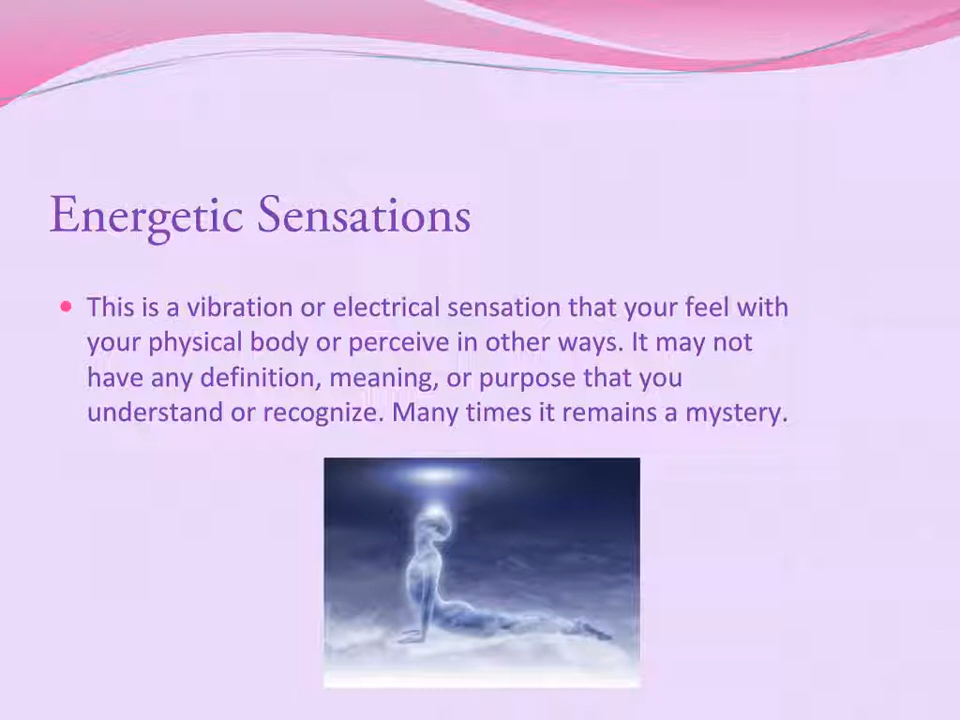 Energetic Sensations
• This is a vibration or electrical sensation that your feel with
your physical body or perceive in other ways. It may not
have any definition, meaning, or purpose that you
understand or recognize. Many times it remains a mystery.